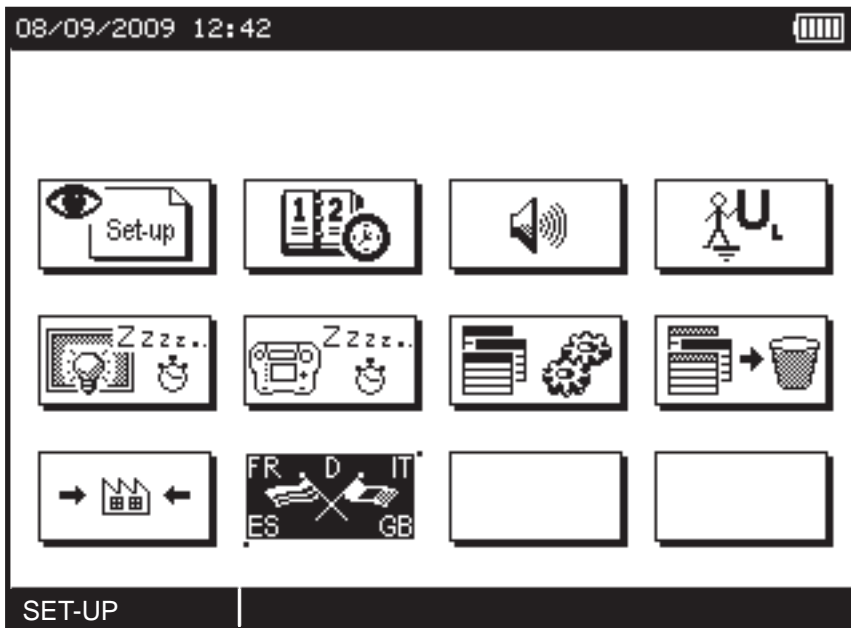 08/09/2009 12:42
Set-up
1 2
U L
Zzzz..
Zzzz..
FR D IT
ES GB
SET-UP